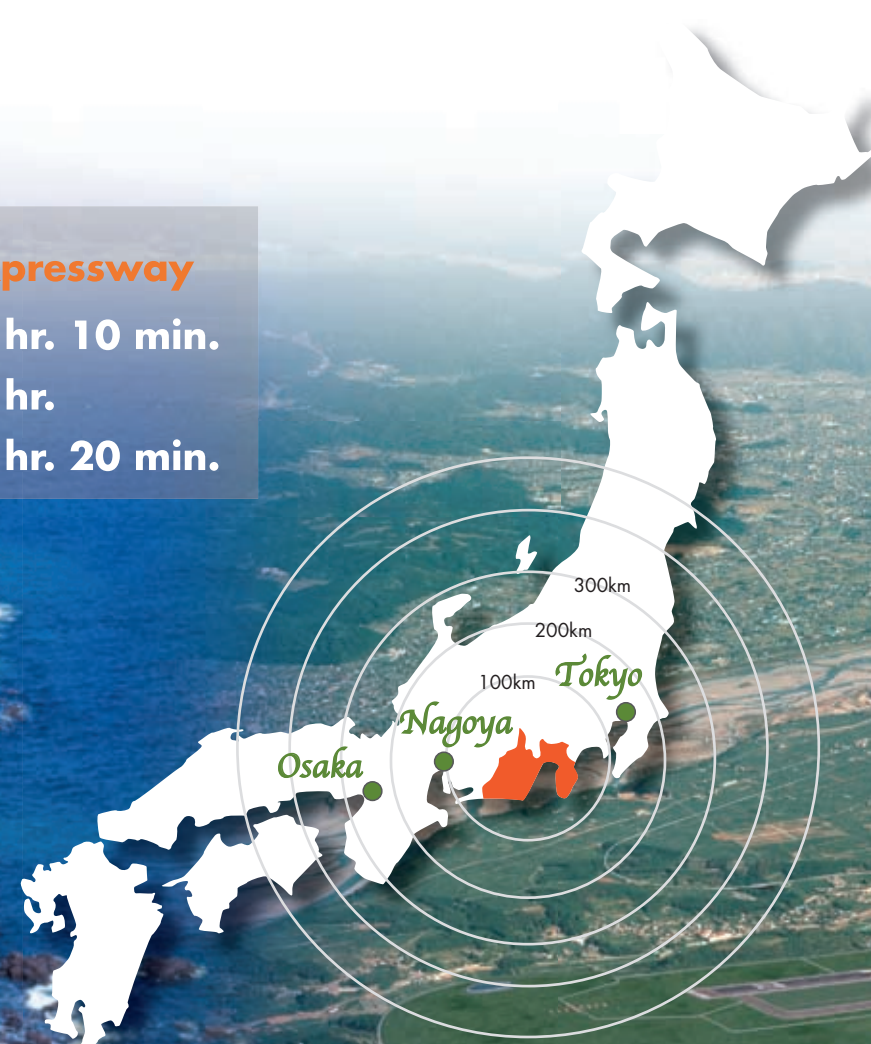 pressway
hr. 10 min.
hr.
hr. 20 min.
300km
200km
100km
Tokyo
Nagoya
Osaka